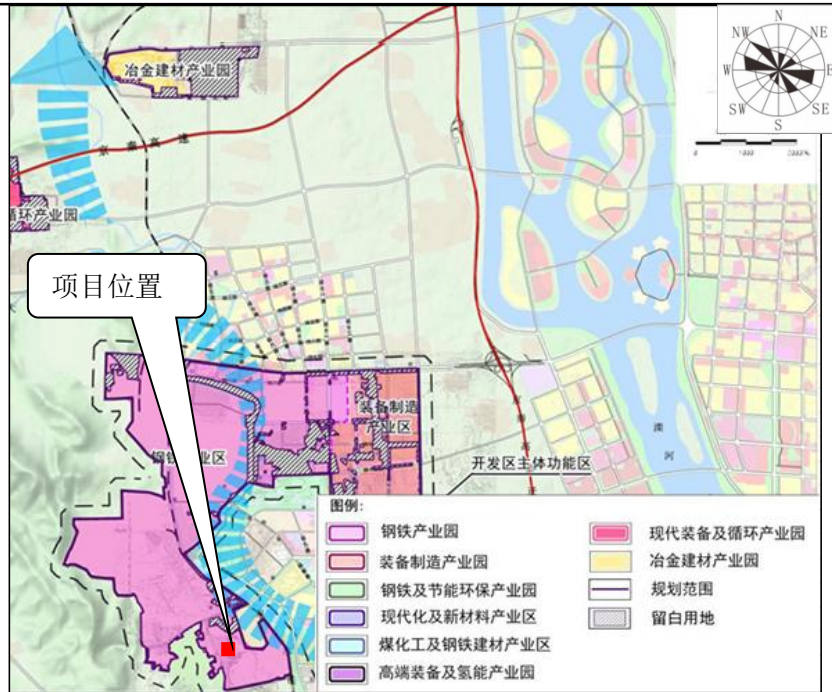 N
NW
NE
W
E
SW
SE
S
冶金建材产业园
京秦高速
0 1000 2000
循环产业园
项目位置
装备制造
产业区
钢铁产业区
滦河
开发区主体功能区
图例:
钢铁产业园
装备制造产业园
钢铁及节能环保产业园
现代化及新材料产业区
煤化工及钢铁建材产业区
高端装备及氢能产业园
现代装备及循环产业园
冶金建材产业园
规划范围
留白用地